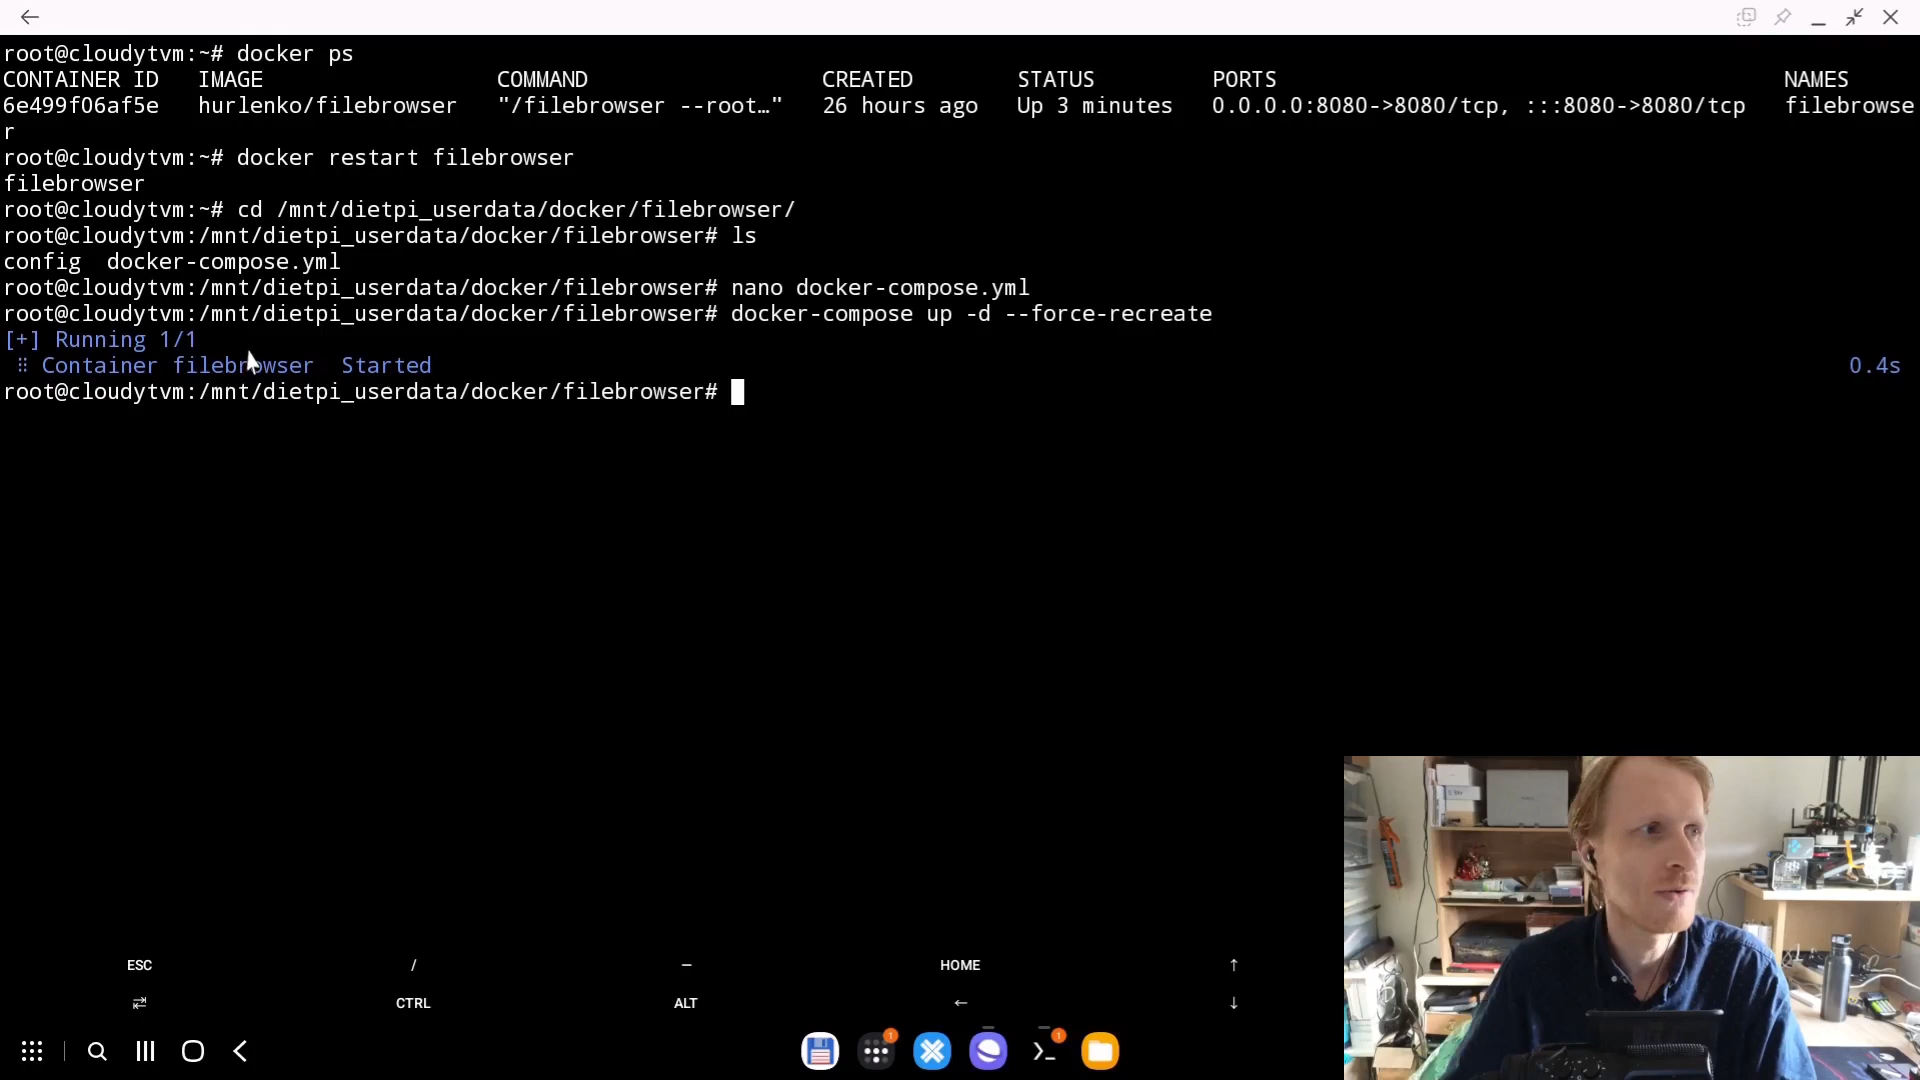 root@cloudytvm:~# docker ps
CONTAINER ID   IMAGE                  COMMAND                  CREATED        STATUS         PORTS                                       NAMES
6e499f06af5e   hurlenko/filebrowser   "/filebrowser --root…"   26 hours ago   Up 3 minutes   0.0.0.0:8080->8080/tcp, :::8080->8080/tcp   filebrowse
r
root@cloudytvm:~# docker restart filebrowser
filebrowser
root@cloudytvm:~# cd /mnt/dietpi_userdata/docker/filebrowser/
root@cloudytvm:/mnt/dietpi_userdata/docker/filebrowser# ls
config  docker-compose.yml
root@cloudytvm:/mnt/dietpi_userdata/docker/filebrowser# nano docker-compose.yml
root@cloudytvm:/mnt/dietpi_userdata/docker/filebrowser# docker-compose up -d --force-recreate
[+] Running 1/1
⠿ Container filebrowser  Started 0.4s
root@cloudytvm:/mnt/dietpi_userdata/docker/filebrowser#
ESC / – HOME ↑
⇄ CTRL ALT ← ↓
1 1